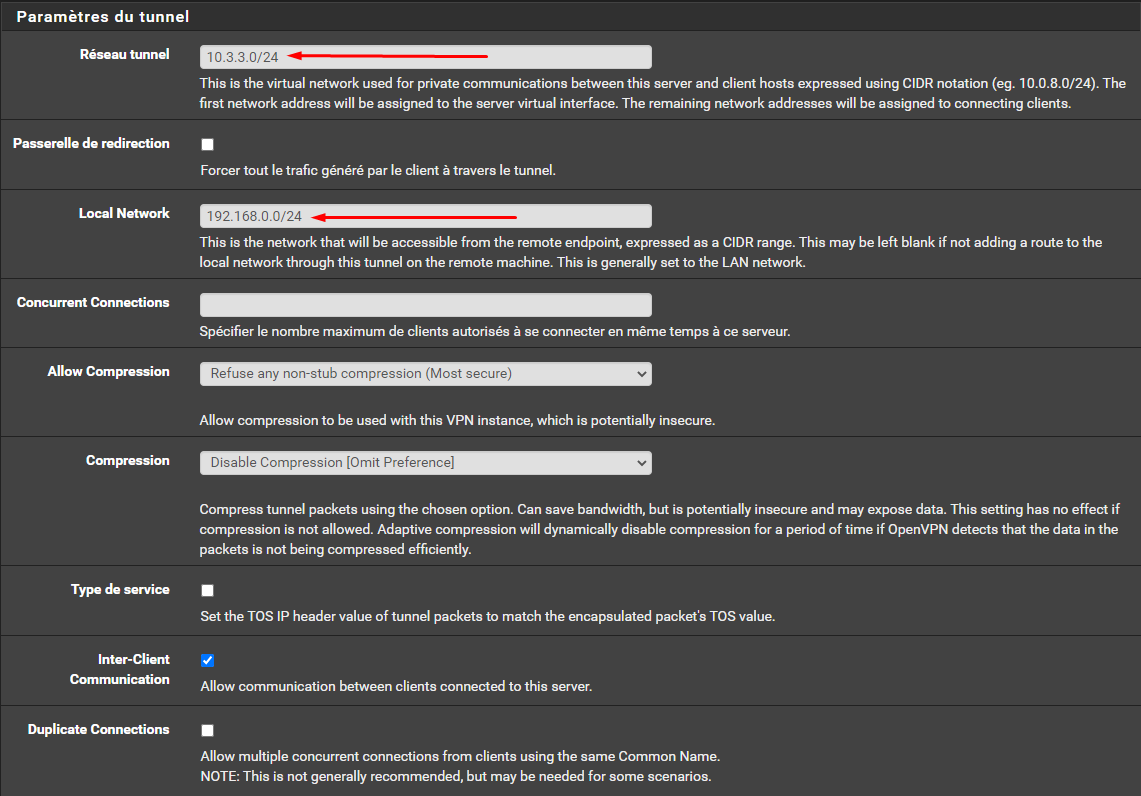 Paramètres du tunnel
Réseau tunnel
10.3.3.0/24
This is the virtual network used for private communications between this server and client hosts expressed using CIDR notation (eg. 10.0.8.0/24). The
first network address will be assigned to the server virtual interface. The remaining network addresses will be assigned to connecting clients.
Passerelle de redirection
Forcer tout le trafic généré par le client à travers le tunnel.
Local Network
192.168.0.0/24
This is the network that will be accessible from the remote endpoint, expressed as a CIDR range. This may be left blank if not adding a route to the
local network through this tunnel on the remote machine. This is generally set to the LAN network.
Concurrent Connections
Spécifier le nombre maximum de clients autorisés à se connecter en même temps à ce serveur.
Allow Compression
Refuse any non-stub compression (Most secure)
Allow compression to be used with this VPN instance, which is potentially insecure.
Compression
Disable Compression [Omit Preference]
Compress tunnel packets using the chosen option. Can save bandwidth, but is potentially insecure and may expose data. This setting has no effect if
compression is not allowed. Adaptive compression will dynamically disable compression for a period of time if OpenVPN detects that the data in the
packets is not being compressed efficiently.
Type de service
Set the TOS IP header value of tunnel packets to match the encapsulated packet's TOS value.
Inter-Client
Communication
Allow communication between clients connected to this server.
Duplicate Connections
Allow multiple concurrent connections from clients using the same Common Name.
NOTE: This is not generally recommended, but may be needed for some scenarios.